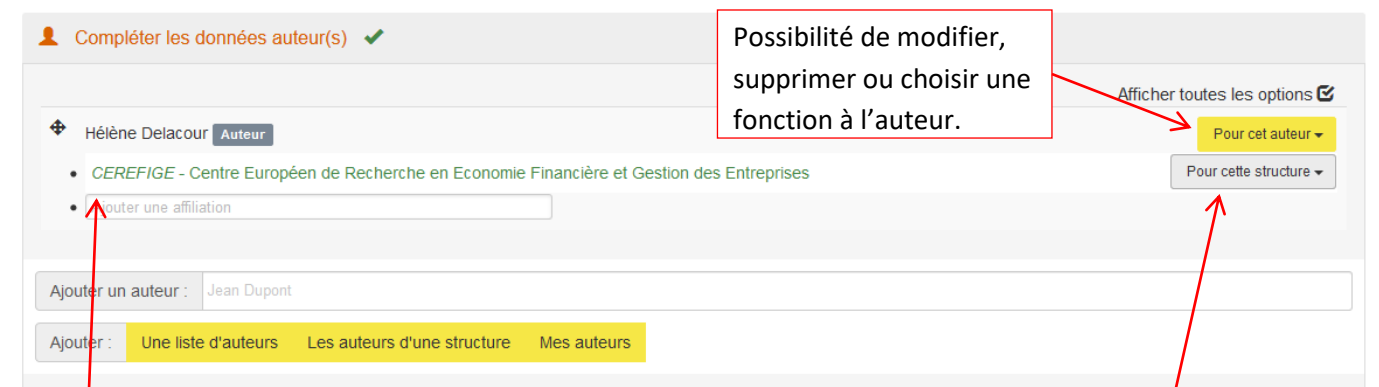 Compléter les données auteur(s)
Possibilité de modifier,
supprimer ou choisir une
fonction à l'auteur.
Afficher toutes les options
Hélène Delacour Auteur
Pour cet auteur
CEREFIGE - Centre Européen de Recherche en Economie Financière et Gestion des Entreprises
Pour cette structure
Ajouter une affiliation
Ajouter un auteur : Jean Dupont
Ajouter : Une liste d'auteurs Les auteurs d'une structure Mes auteurs